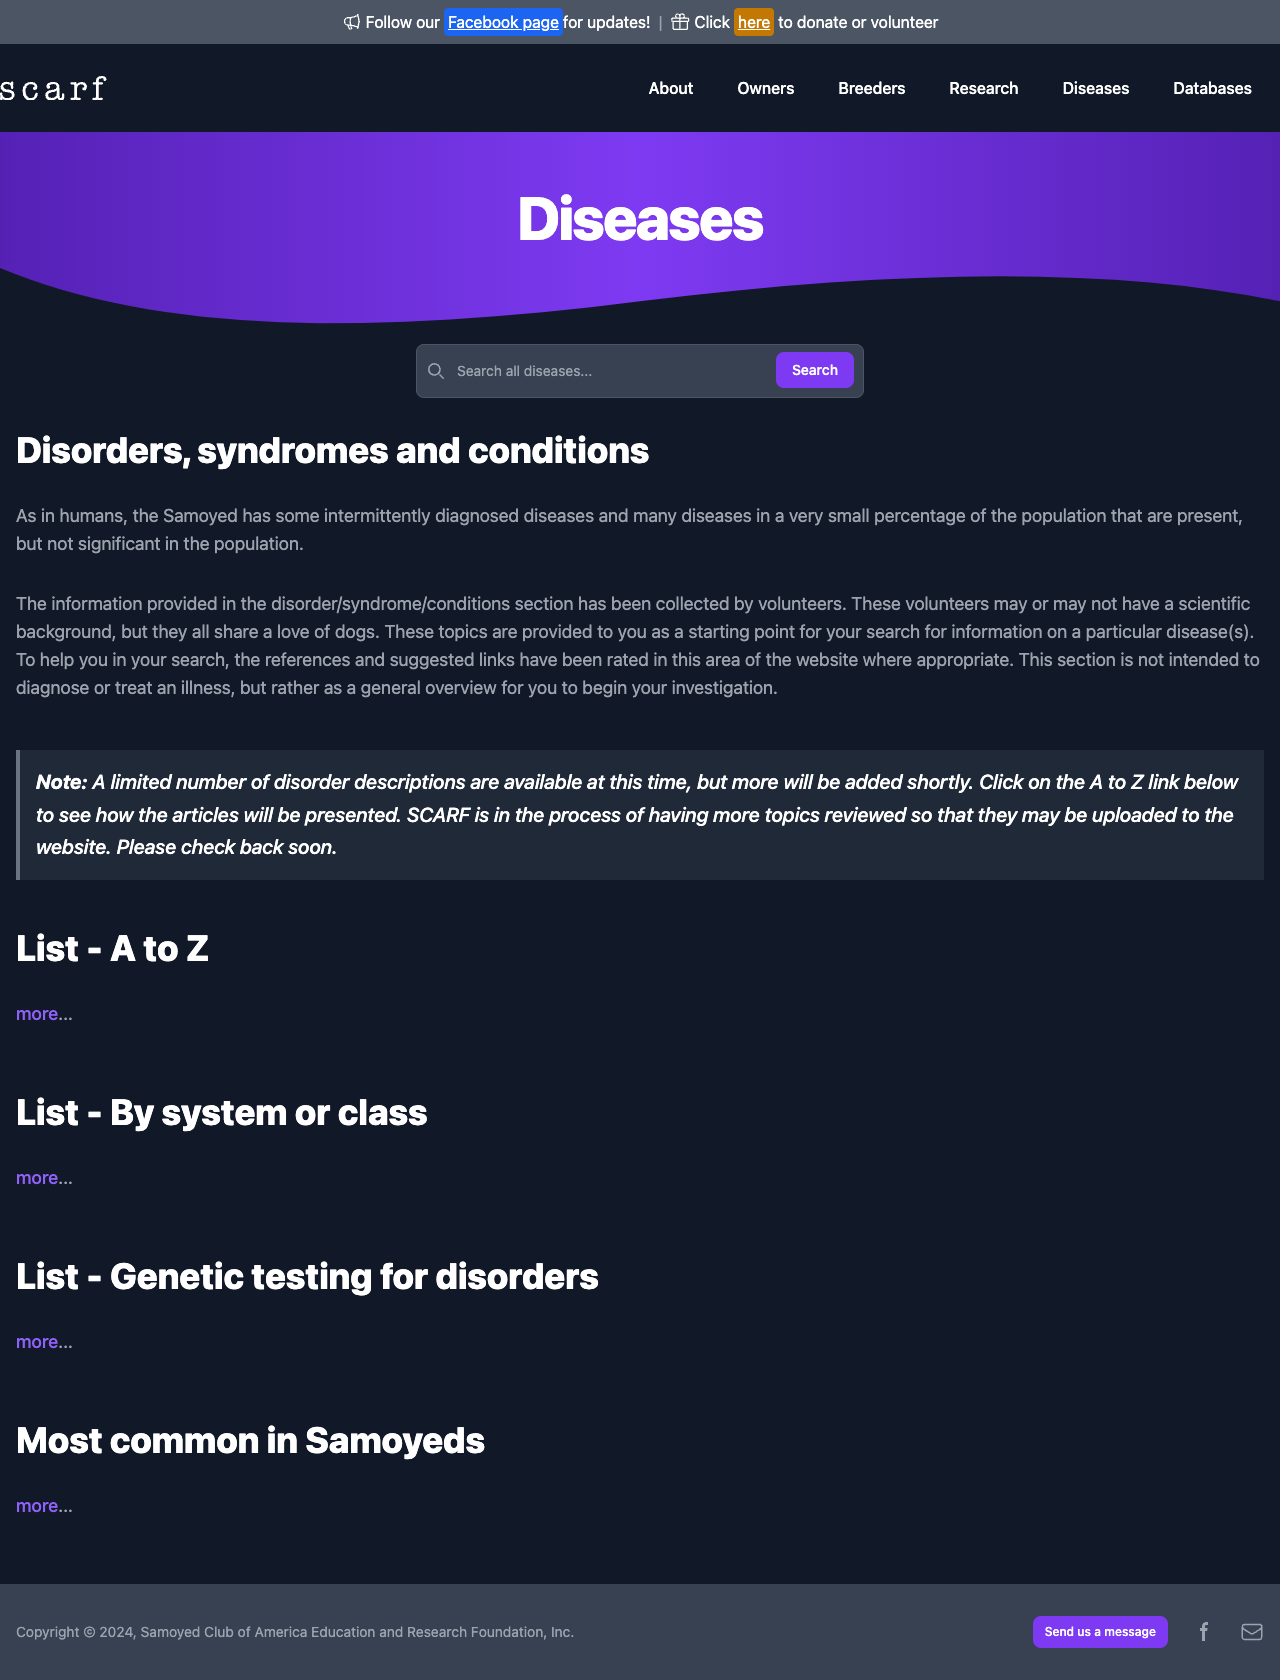 Follow our Facebook page for updates! | Click here to donate or volunteer
scarf
About Owners Breeders Research Diseases Databases
Diseases
Search all diseases...
Search
Disorders, syndromes and conditions
As in humans, the Samoyed has some intermittently diagnosed diseases and many diseases in a very small percentage of the population that are present,
but not significant in the population.
The information provided in the disorder/syndrome/conditions section has been collected by volunteers. These volunteers may or may not have a scientific
background, but they all share a love of dogs. These topics are provided to you as a starting point for your search for information on a particular disease(s).
To help you in your search, the references and suggested links have been rated in this area of the website where appropriate. This section is not intended to
diagnose or treat an illness, but rather as a general overview for you to begin your investigation.
Note: A limited number of disorder descriptions are available at this time, but more will be added shortly. Click on the A to Z link below
to see how the articles will be presented. SCARF is in the process of having more topics reviewed so that they may be uploaded to the
website. Please check back soon.
List - A to Z
more...
List - By system or class
more...
List - Genetic testing for disorders
more...
Most common in Samoyeds
more...
Copyright © 2024, Samoyed Club of America Education and Research Foundation, Inc.
Send us a message